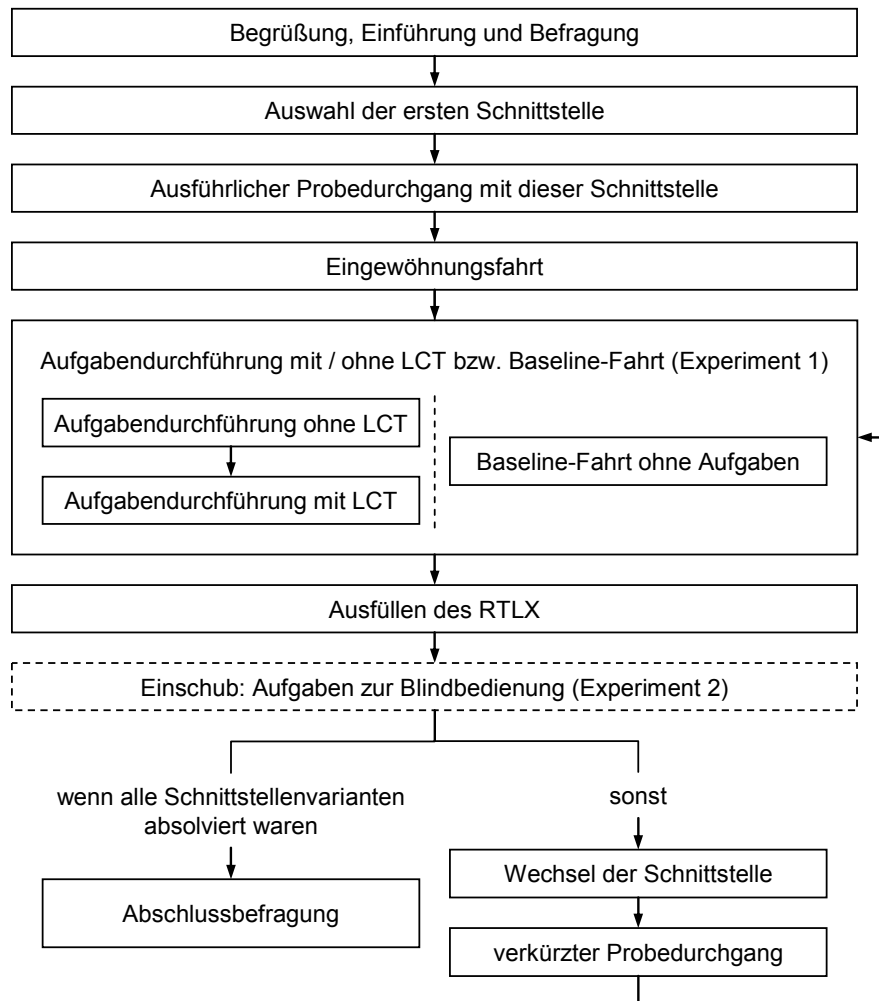 Begrüßung, Einführung und Befragung
Auswahl der ersten Schnittstelle
Ausführlicher Probedurchgang mit dieser Schnittstelle
Eingewöhnungsfahrt
Aufgabendurchführung mit / ohne LCT bzw. Baseline-Fahrt (Experiment 1)
Aufgabendurchführung ohne LCT
Aufgabendurchführung mit LCT
Baseline-Fahrt ohne Aufgaben
Ausfüllen des RTLX
Einschub: Aufgaben zur Blindbedienung (Experiment 2)
wenn alle Schnittstellenvarianten
absolviert waren
Abschlussbefragung
sonst
Wechsel der Schnittstelle
verkürzter Probedurchgang